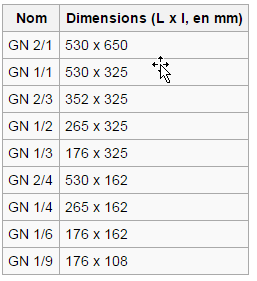 Nom Dimensions (L x l, en mm)
GN 2/1 530 x 650
GN 1/1 530 x 325
GN 2/3 352 x 325
GN 1/2 265 x 325
GN 1/3 176 x 325
GN 2/4 530 x 162
GN 1/4 265 x 162
GN 1/6 176 x 162
GN 1/9 176 x 108